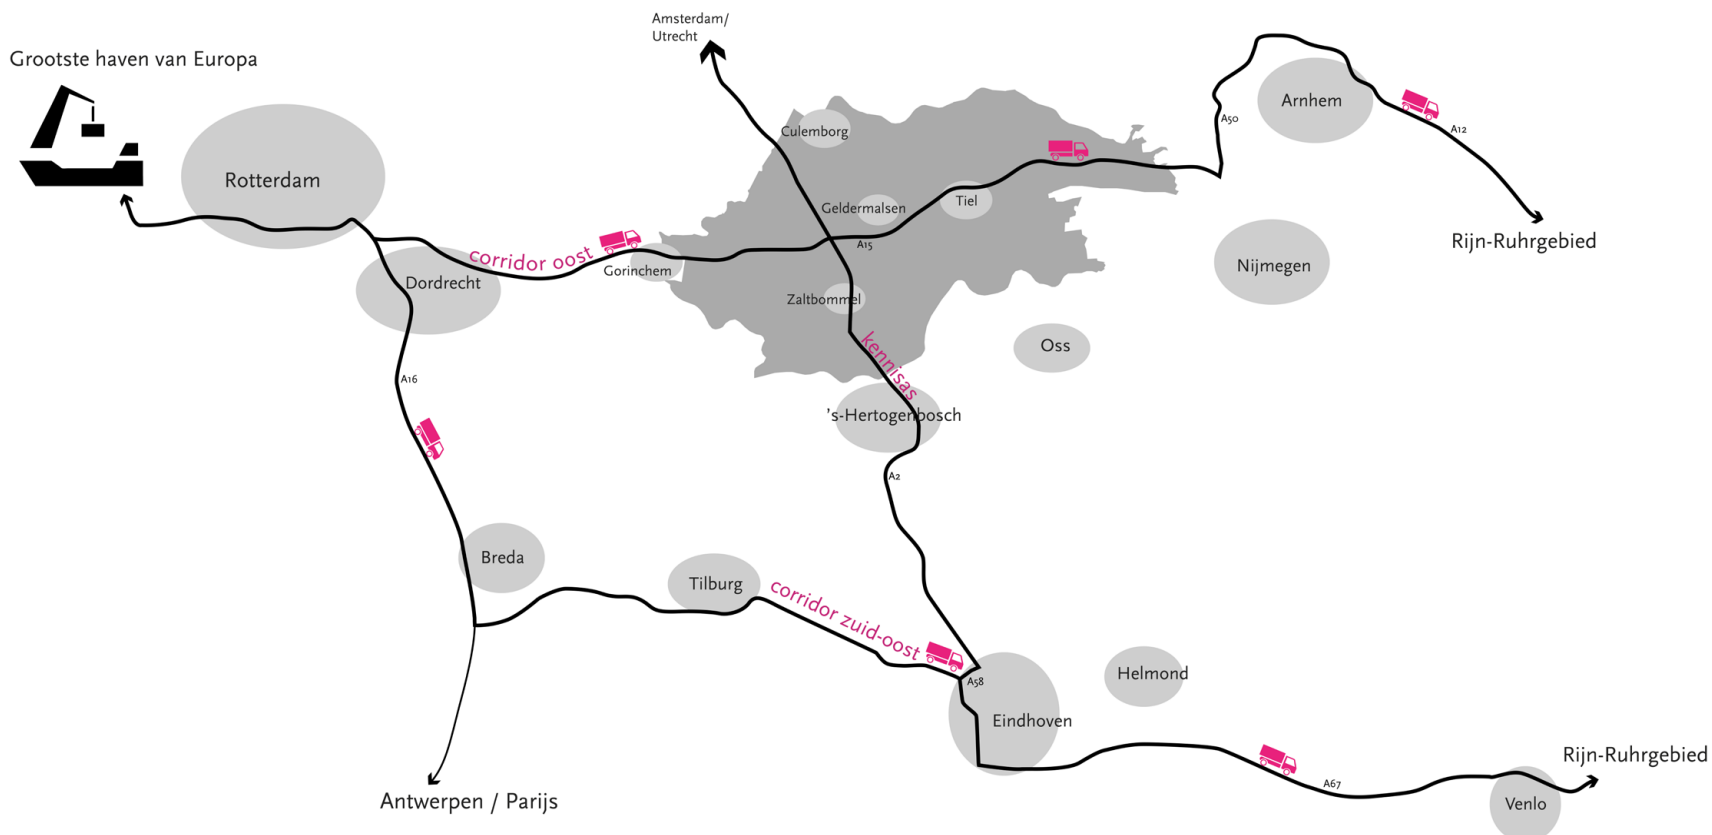 Amsterdam/
Utrecht
Grootste haven van Europa
Arnhem
A12
A50
Culemborg
Rotterdam
Tiel
Geldermalsen
A15
Rijn-Ruhrgebied
corridor oost
Gorinchem
Nijmegen
Dordrecht
Zaltbommel
Oss
kennisas
A16
's-Hertogenbosch
A2
Breda
Tilburg
corridor zuid-oost
Helmond
A58
Eindhoven
Rijn-Ruhrgebied
A67
Venlo
Antwerpen / Parijs